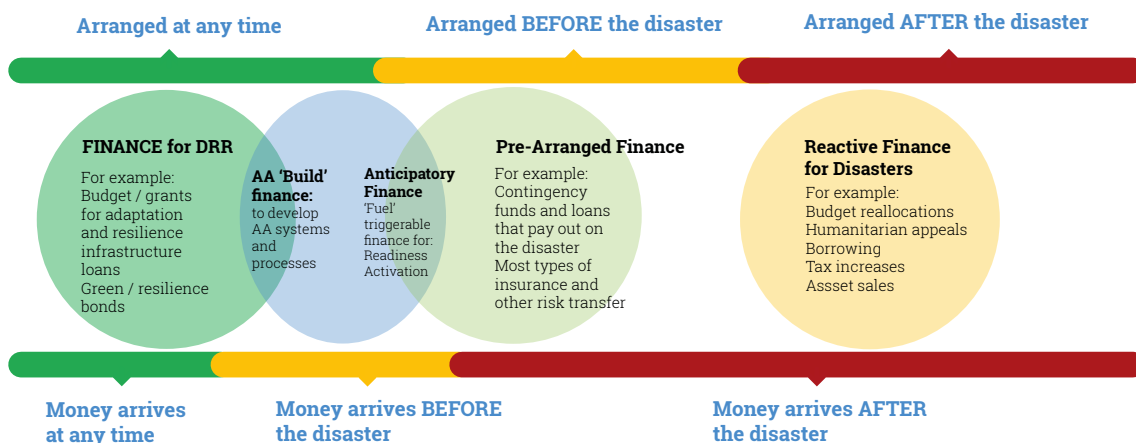 Arranged at any time
Arranged BEFORE the disaster
Arranged AFTER the disaster
FINANCE for DRR
For example:
Budget / grants
for adaptation
and resilience
infrastructure
loans
Green / resilience
bonds
AA ‘Build’
finance:
to develop
AA systems
and
processes
Anticipatory
Finance
‘Fuel’
triggerable
finance for:
Readiness
Activation
Pre-Arranged Finance
For example:
Contingency
funds and loans
that pay out on
the disaster
Most types of
insurance and
other risk transfer
Reactive Finance
for Disasters
For example:
Budget reallocations
Humanitarian appeals
Borrowing
Tax increases
Assset sales
Money arrives
at any time
Money arrives BEFORE
the disaster
Money arrives AFTER
the disaster